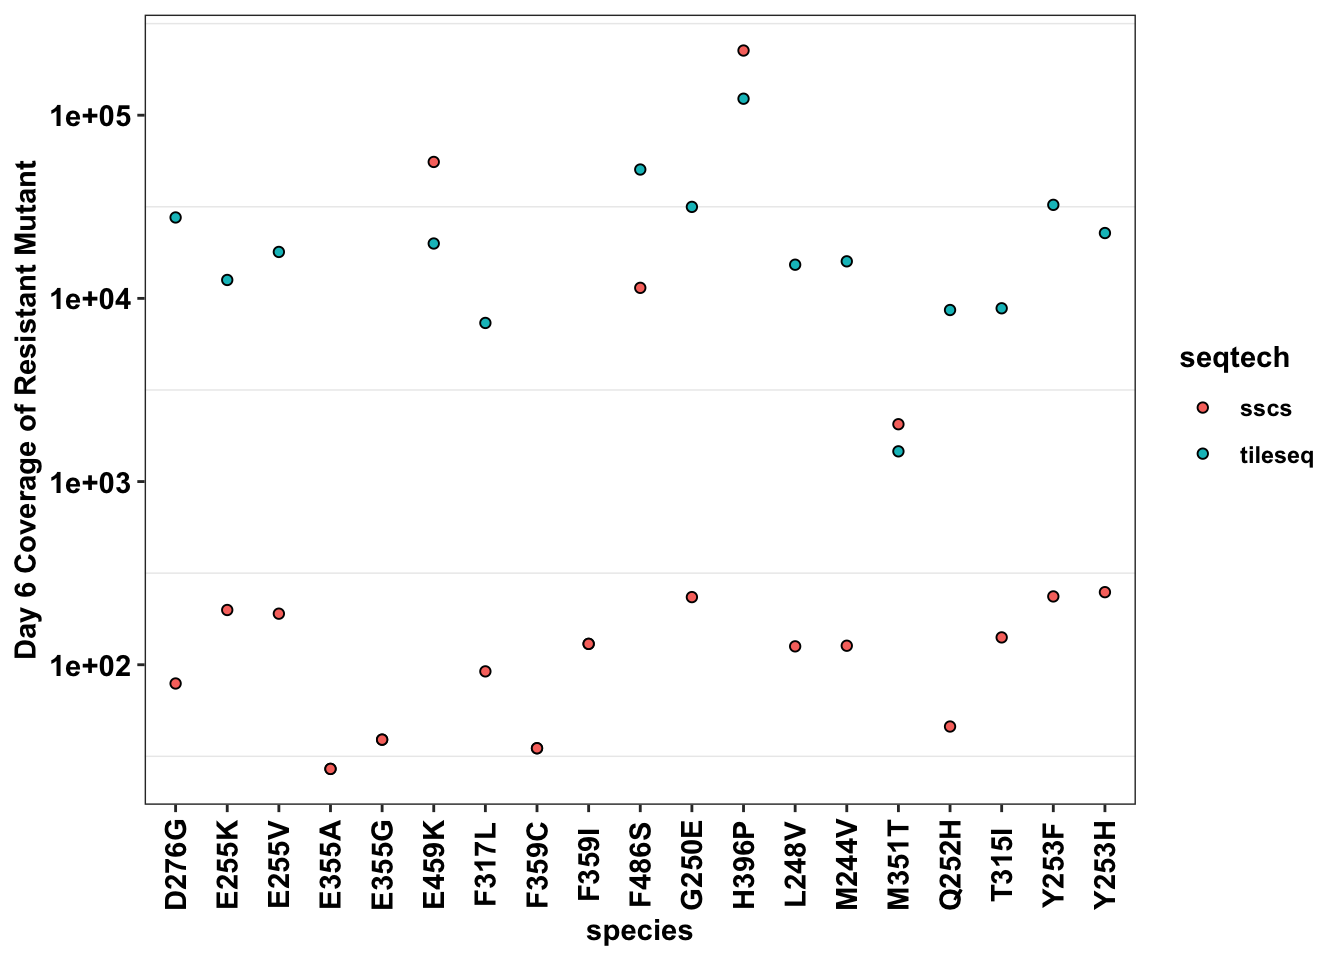 Day 6 Coverage of Resistant Mutant
1e+05
1e+04
1e+03
1e+02
D276G
E255K
E255V
E355A
E355G
E459K
F317L
F359C
F359I
F486S
G250E
H396P
L248V
M244V
M351T
Q252H
T315I
Y253F
Y253H
species
seqtech
sscs
tileseq